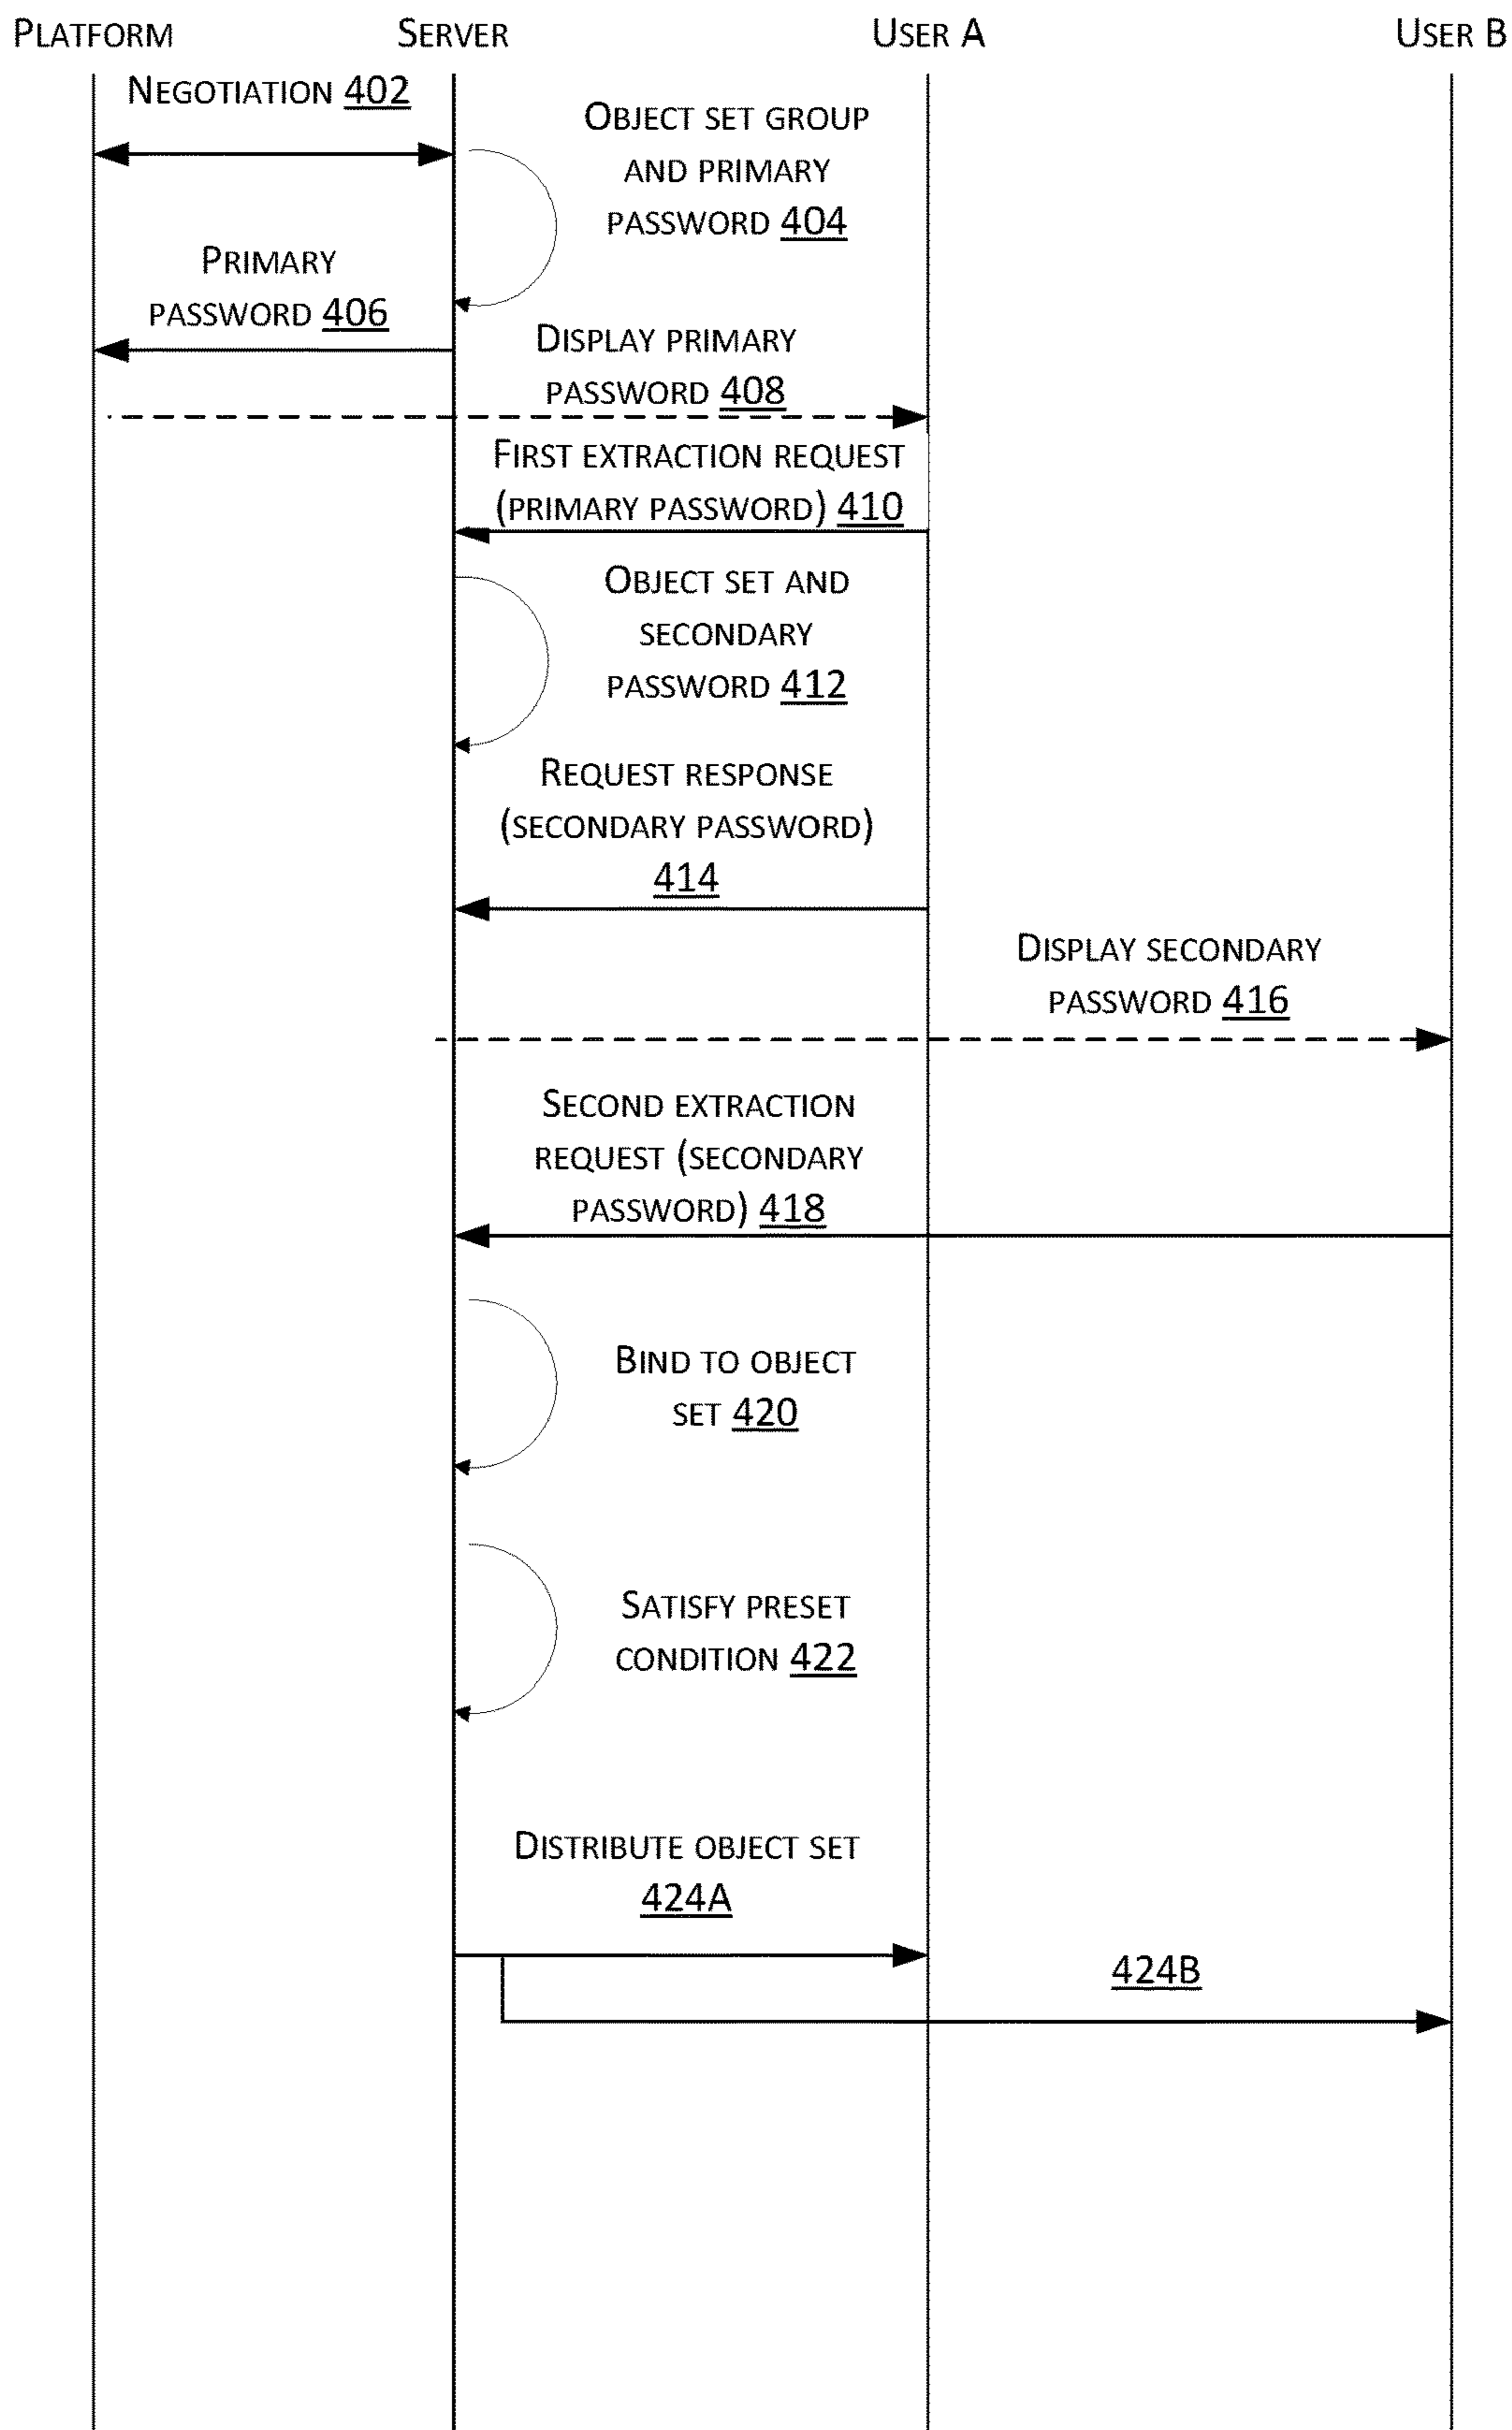 PLATFORM
SERVER
USER A
USER B
NEGOTIATION 402
OBJECT SET GROUP
AND PRIMARY
PASSWORD 404
PRIMARY
PASSWORD 406
DISPLAY PRIMARY
PASSWORD 408
FIRST EXTRACTION REQUEST
(PRIMARY PASSWORD) 410
OBJECT SET AND
SECONDARY
PASSWORD 412
REQUEST RESPONSE
(SECONDARY PASSWORD)
414
DISPLAY SECONDARY
PASSWORD 416
SECOND EXTRACTION
REQUEST (SECONDARY
PASSWORD) 418
BIND TO OBJECT
SET 420
SATISFY PRESET
CONDITION 422
DISTRIBUTE OBJECT SET
424A
424B